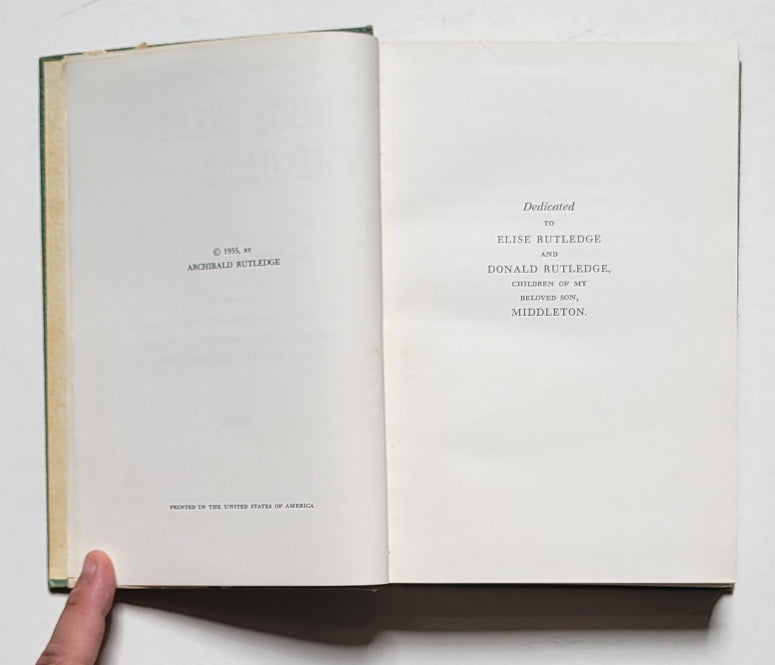 © 1955, BY
ARCHIBALD RUTLEDGE
PRINTED IN THE UNITED STATES OF AMERICA
Dedicated
TO
ELISE RUTLEDGE
AND
DONALD RUTLEDGE,
CHILDREN OF MY
BELOVED SON,
MIDDLETON.